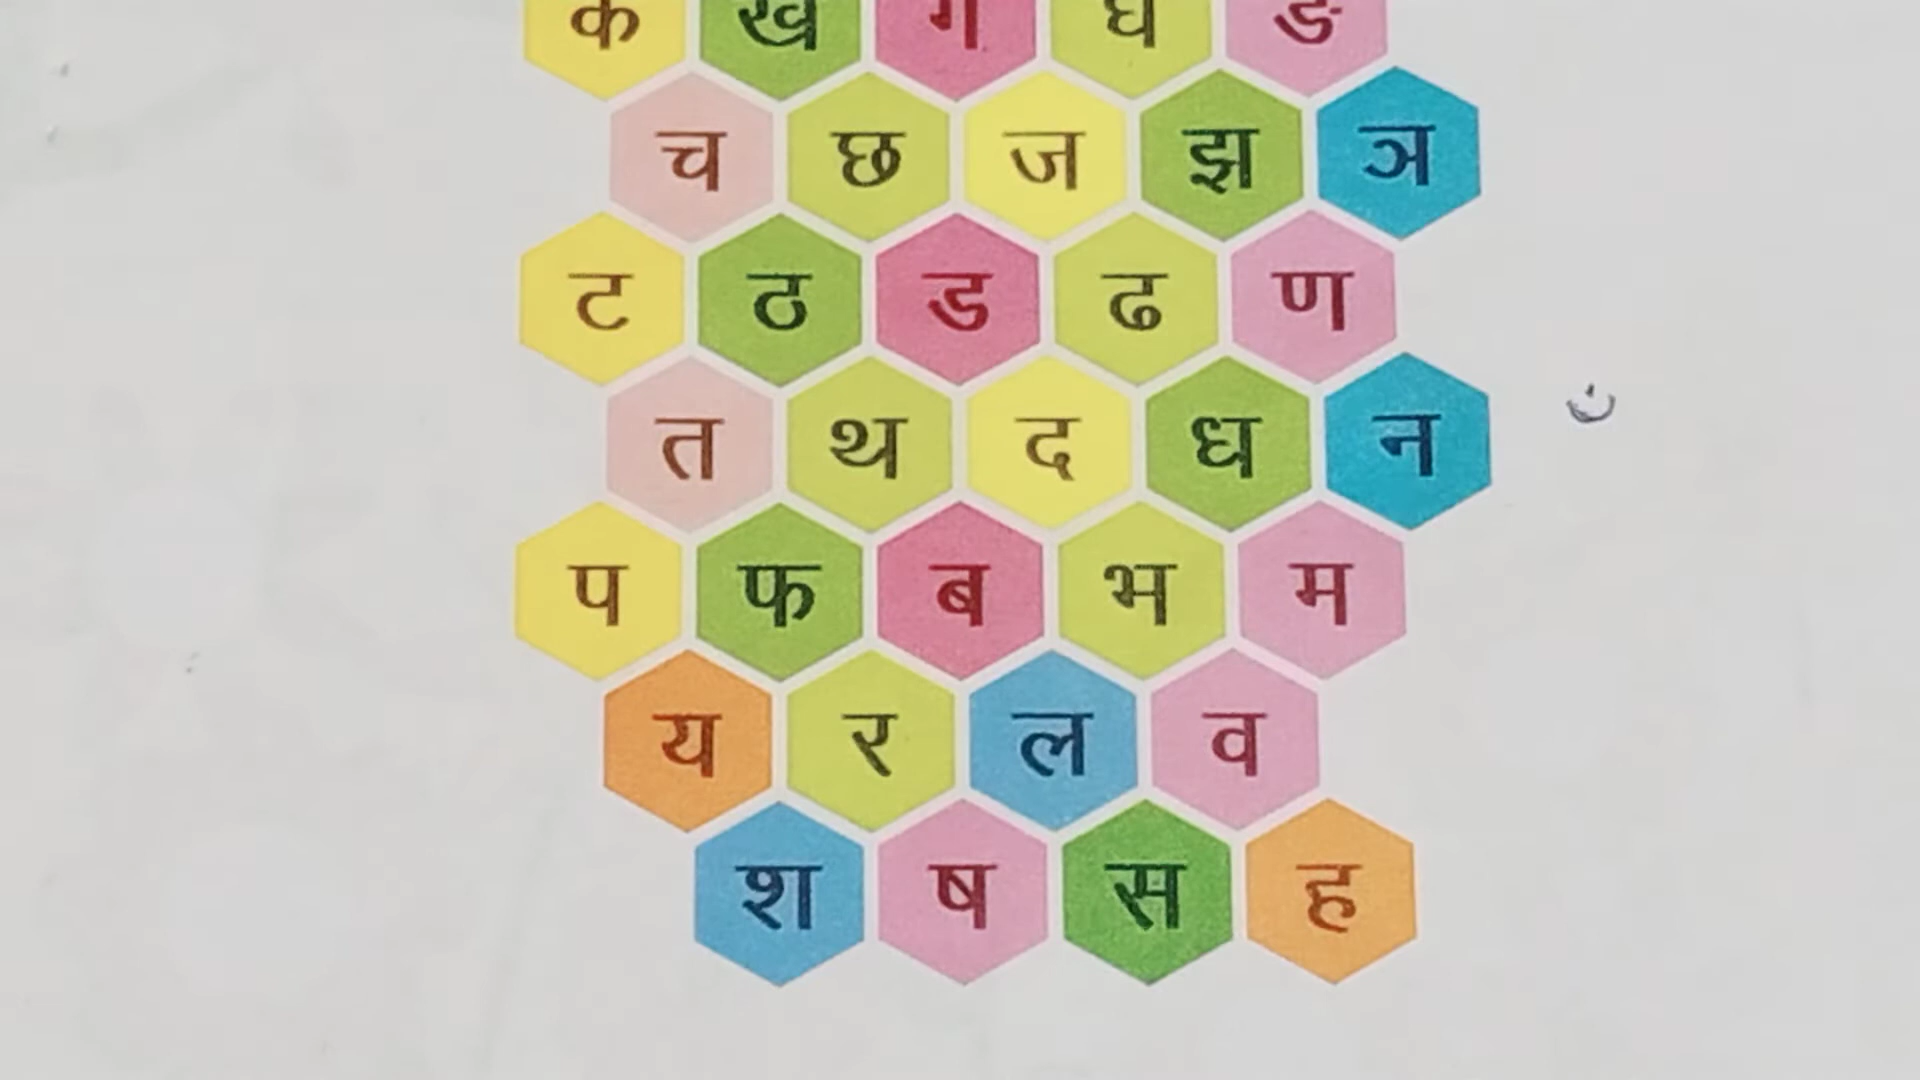 क ख ग घ ङ
च छ ज झ ञ
ट ठ ड ढ ण
त थ द ध न
प फ ब भ म
य र ल व
श ष स ह